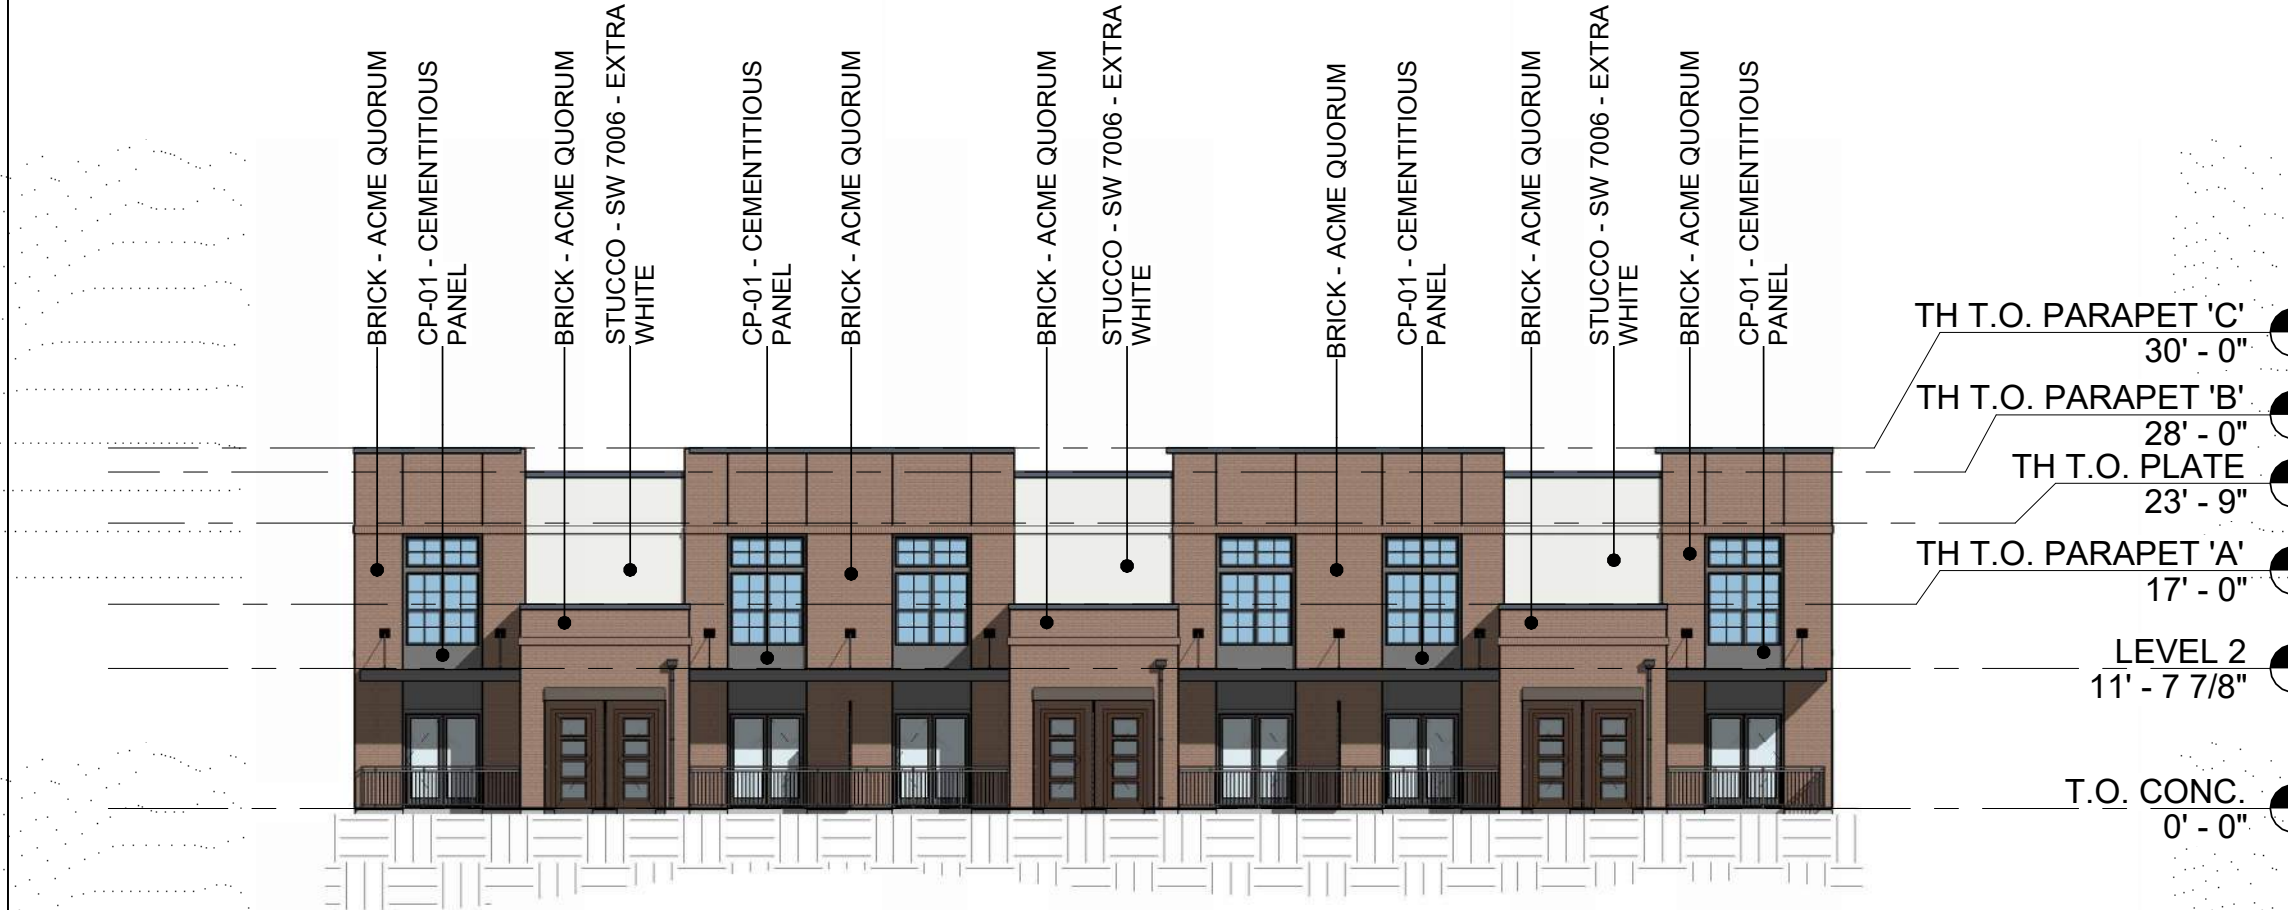 BRICK - ACME QUORUM
CP-01 - CEMENTITIOUS
PANEL
BRICK - ACME QUORUM
STUCCO - SW 7006 - EXTRA
WHITE
CP-01 - CEMENTITIOUS
PANEL
BRICK - ACME QUORUM
BRICK - ACME QUORUM
STUCCO - SW 7006 - EXTRA
WHITE
BRICK - ACME QUORUM
CP-01 - CEMENTITIOUS
PANEL
BRICK - ACME QUORUM
STUCCO - SW 7006 - EXTRA
WHITE
BRICK - ACME QUORUM
CP-01 - CEMENTITIOUS
PANEL
TH T.O. PARAPET 'C'
30' - 0"
TH T.O. PARAPET 'B'
28' - 0"
TH T.O. PLATE
23' - 9"
TH T.O. PARAPET 'A'
17' - 0"
LEVEL 2
11' - 7 7/8"
T.O. CONC.
0' - 0"